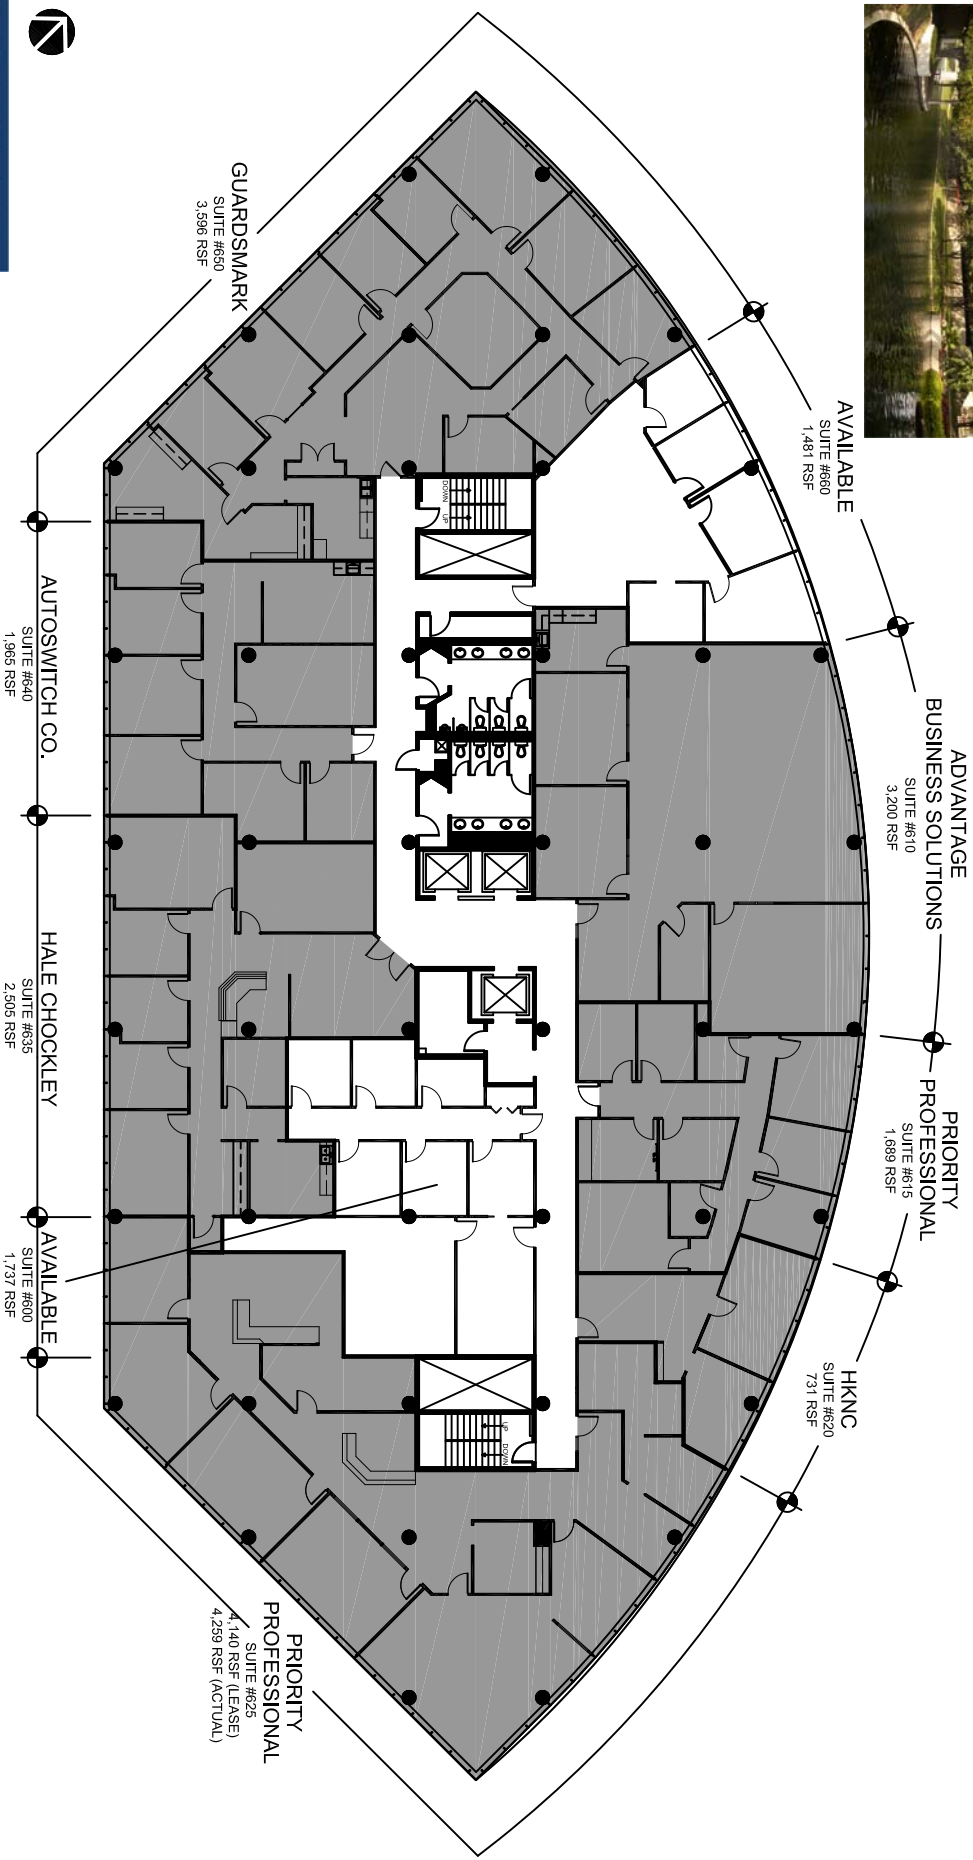 GUARDSMARK
SUITE #650
3,596 RSF
AVAILABLE
SUITE #660
1,481 RSF
ADVANTAGE
BUSINESS SOLUTIONS
SUITE #610
3,200 RSF
PRIORITY
PROFESSIONAL
SUITE #615
1,689 RSF
HKNC
SUITE #620
731 RSF
PRIORITY
PROFESSIONAL
SUITE #625
4,140 RSF (LEASE)
4,259 RSF (ACTUAL)
AVAILABLE
SUITE #600
1,737 RSF
HALE CHOCKLEY
SUITE #635
2,505 RSF
AUTOSWITCH CO.
SUITE #640
1,965 RSF
DOWN
UP
UP
DOWN